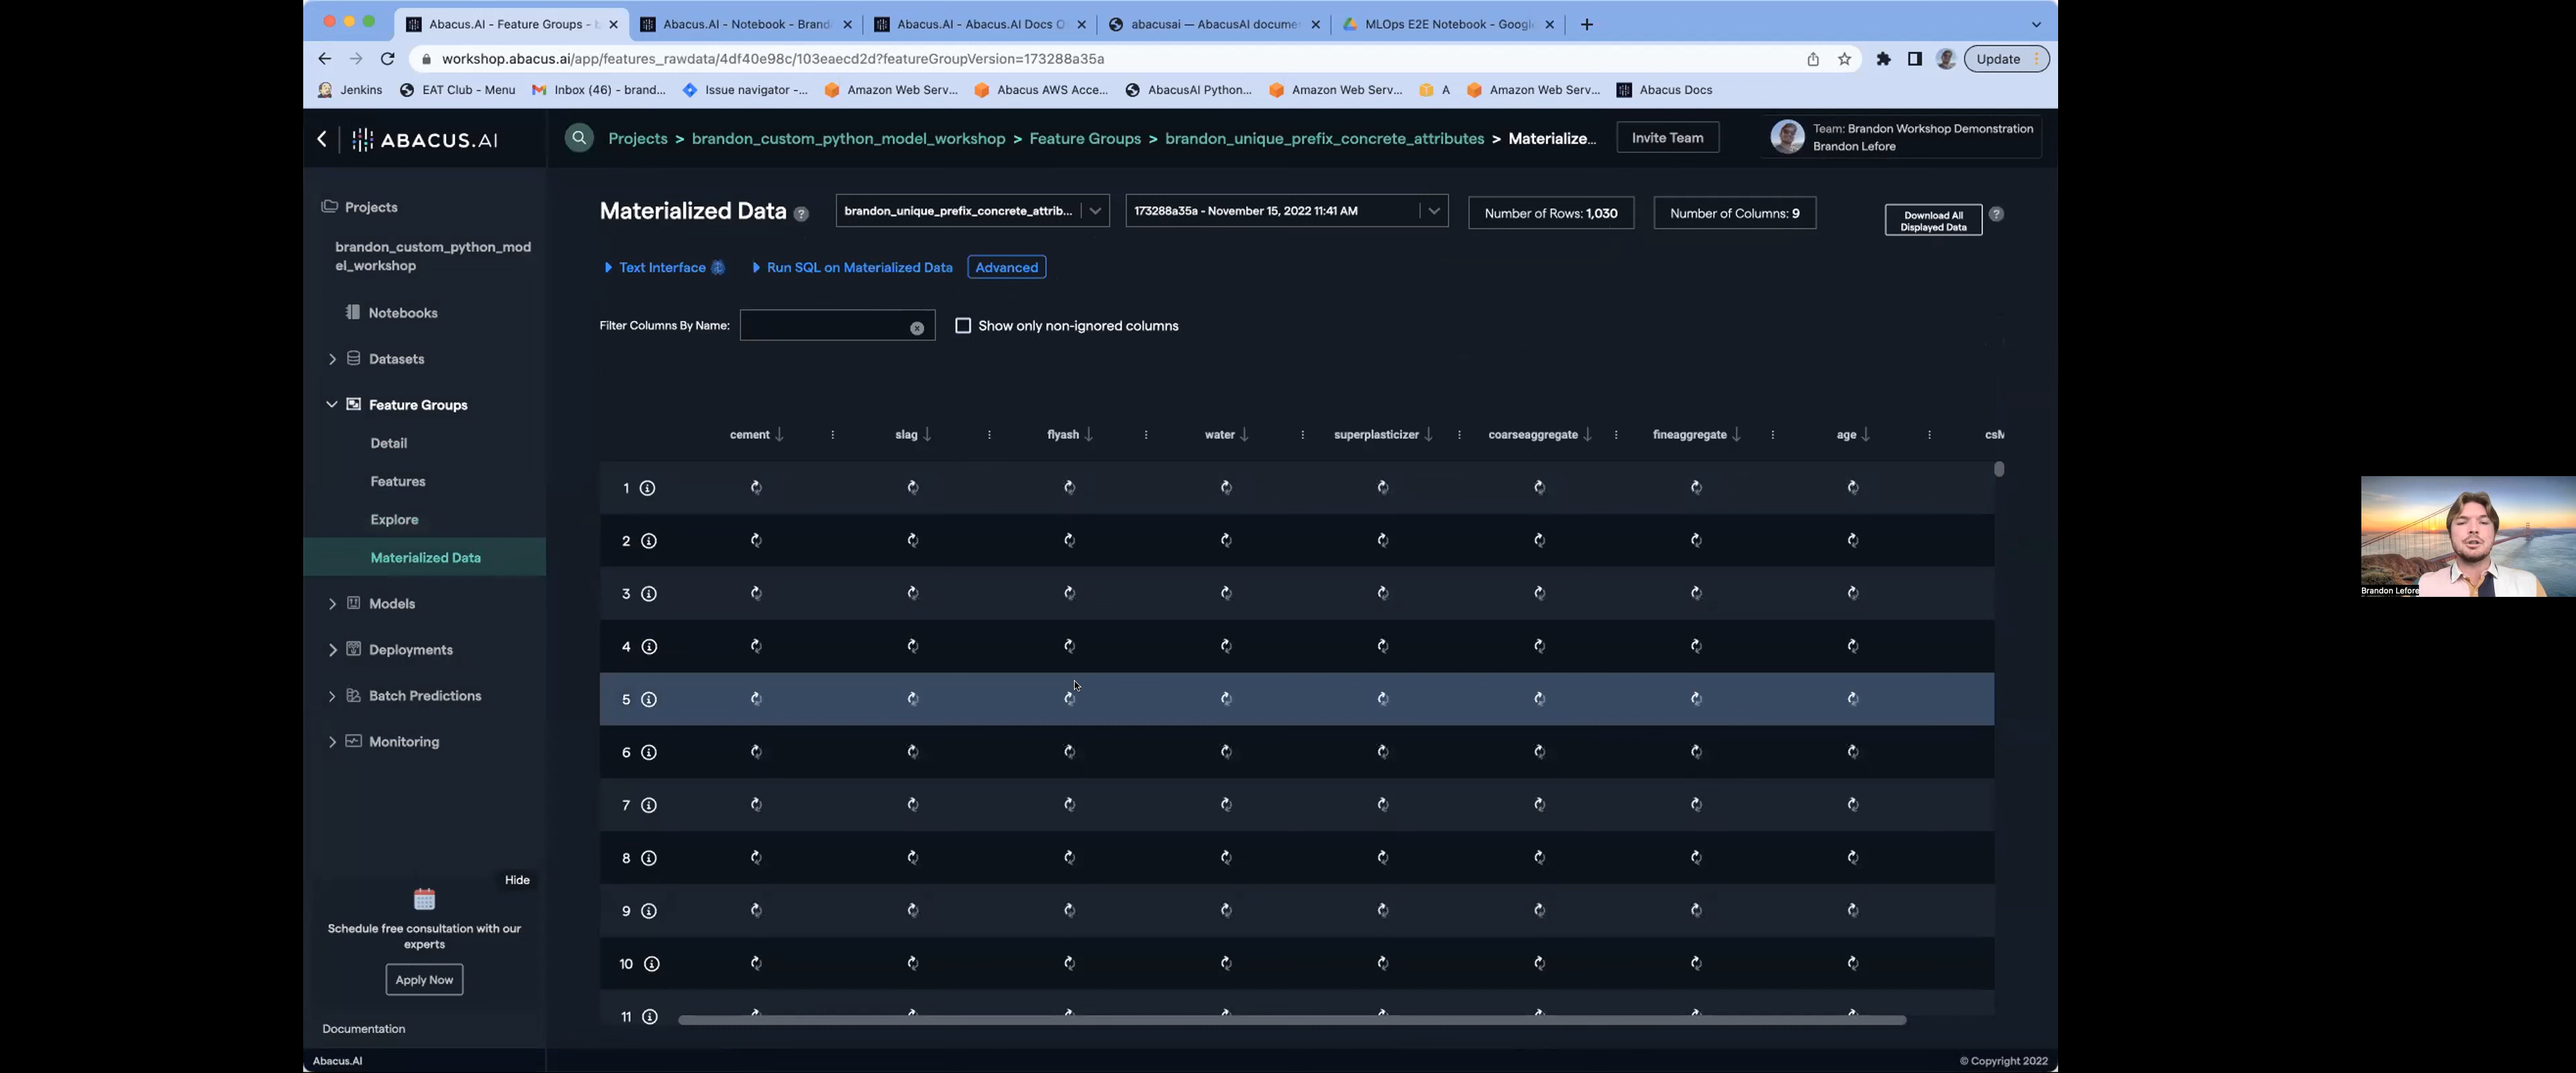 Abacus.AI - Feature Groups - b
Abacus.AI - Notebook - Brand
Abacus.AI - Abacus.AI Docs O
abacusai — AbacusAI docume
MLOps E2E Notebook - Googl
workshop.abacus.ai/app/features_rawdata/4df40e98c/103eaecd2d?featureGroupVersion=173288a35a
Update
Jenkins
EAT Club - Menu
Inbox (46) - brand...
Issue navigator -...
Amazon Web Serv...
Abacus AWS Acce...
AbacusAI Python...
Amazon Web Serv...
A
Amazon Web Serv...
Abacus Docs
ABACUS.AI
Projects > brandon_custom_python_model_workshop > Feature Groups > brandon_unique_prefix_concrete_attributes > Materialize...
Invite Team
Team: Brandon Workshop Demonstration
Brandon Lefore
Projects
brandon_custom_python_mod
el_workshop
Notebooks
Datasets
Feature Groups
Detail
Features
Explore
Materialized Data
Models
Deployments
Batch Predictions
Monitoring
Hide
Schedule free consultation with our
experts
Apply Now
Documentation
Materialized Data
brandon_unique_prefix_concrete_attrib...
173288a35a - November 15, 2022 11:41 AM
Number of Rows: 1,030
Number of Columns: 9
Download All
Displayed Data
Text Interface
Run SQL on Materialized Data
Advanced
Filter Columns By Name:
Show only non-ignored columns
cement slag flyash water superplasticizer coarseaggregate fineaggregate age csM
1
2
3
4
5
6
7
8
9
10
11
Abacus.AI
© Copyright 2022
Brandon Lefore